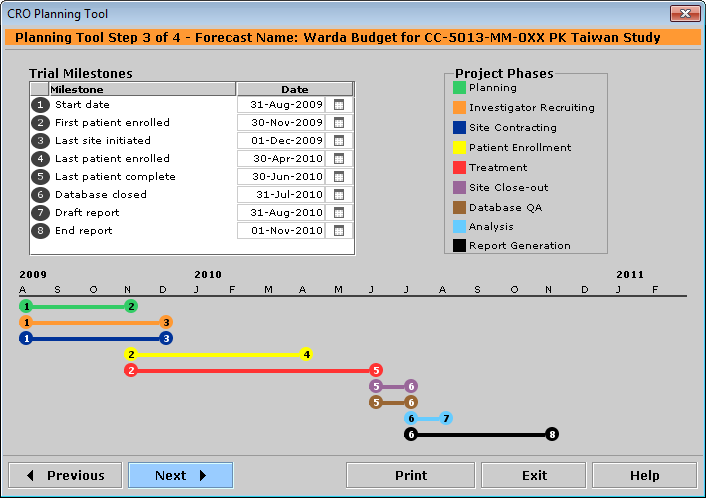 CRO Planning Tool
Planning Tool Step 3 of 4 - Forecast Name: Warda Budget for CC-5013-MM-0XX PK Taiwan Study
Trial Milestones
Milestone Date
1 Start date 31-Aug-2009
2 First patient enrolled 30-Nov-2009
3 Last site initiated 01-Dec-2009
4 Last patient enrolled 30-Apr-2010
5 Last patient complete 30-Jun-2010
6 Database closed 31-Jul-2010
7 Draft report 31-Aug-2010
8 End report 01-Nov-2010
Project Phases
Planning
Investigator Recruiting
Site Contracting
Patient Enrollment
Treatment
Site Close-out
Database QA
Analysis
Report Generation
2009 2010 2011
A S O N D J F M A M J J A S O N D J F
1 2
1 3
1 3
2 4
2 5
5 6
5 6
6 7
6 8
Previous Next Print Exit Help